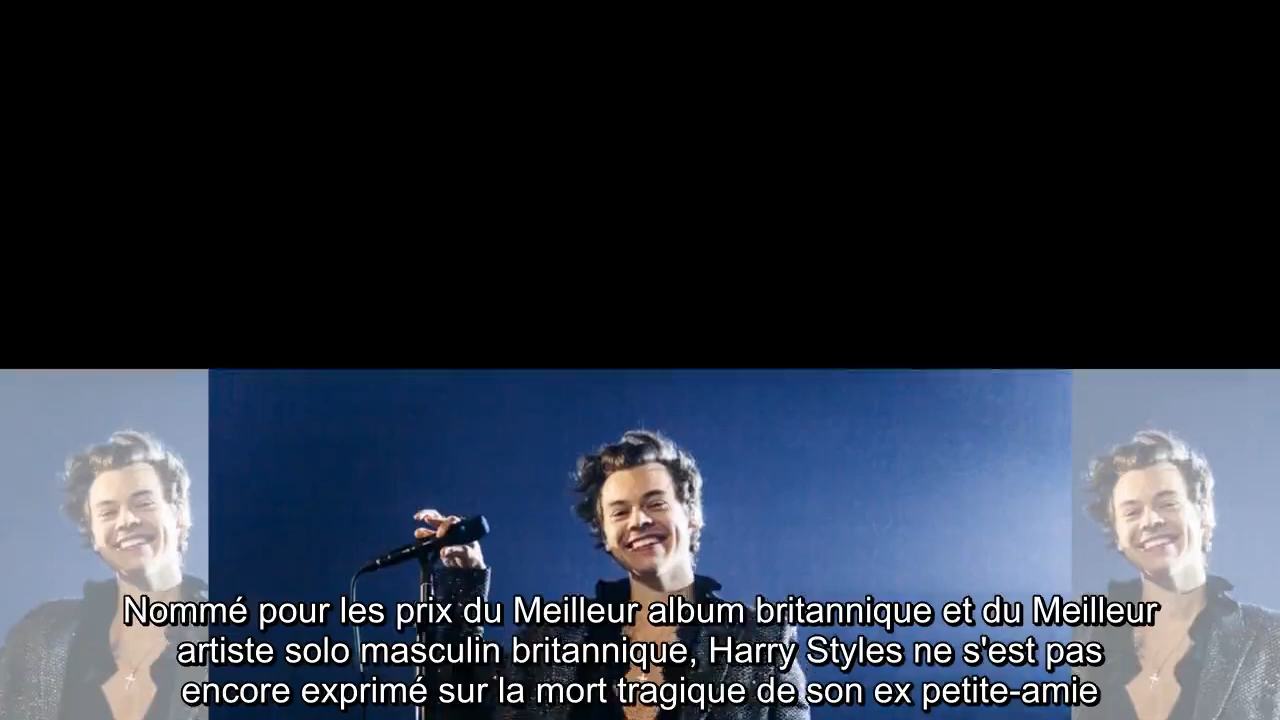 Nommé pour les prix du Meilleur album britannique et du Meilleur
artiste solo masculin britannique, Harry Styles ne s'est pas
encore exprimé sur la mort tragique de son ex petite-amie